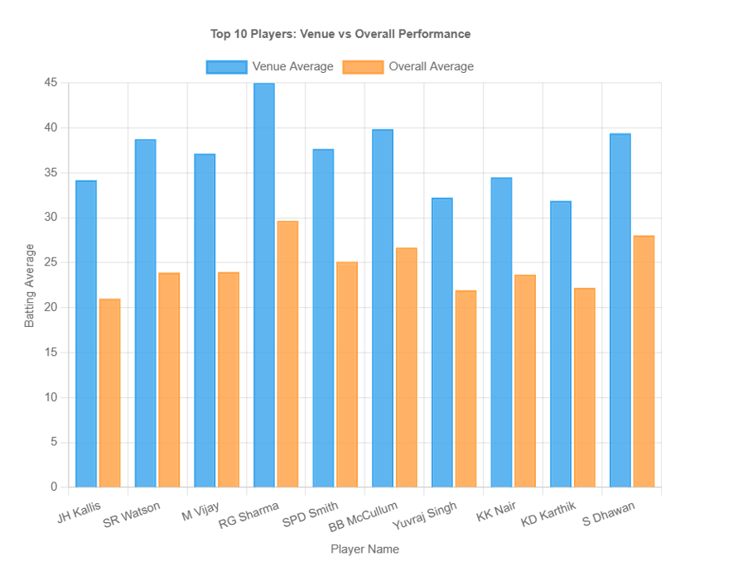 Top 10 Players: Venue vs Overall Performance
Venue Average Overall Average
45
40
35
30
25
20
15
10
5
0
Batting Average
JH Kallis
SR Watson
M Vijay
RG Sharma
SPD Smith
BB McCullum
Yuvraj Singh
KK Nair
KD Karthik
S Dhawan
Player Name